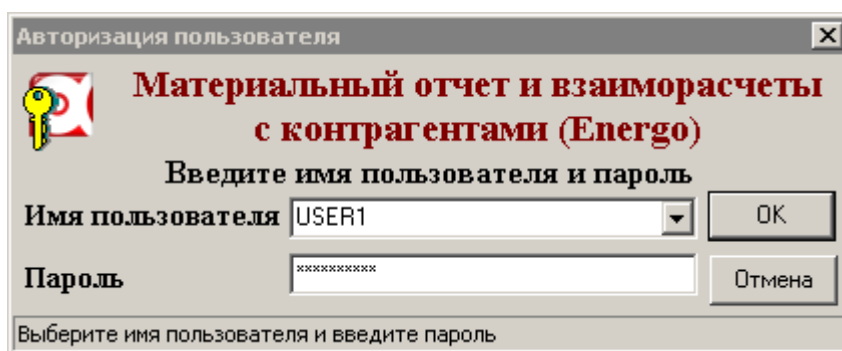 Авторизация пользователя
Материальный отчет и взаиморасчеты
с контрагентами (Energo)
Введите имя пользователя и пароль
Имя пользователя USER1 OK
Пароль ********** Отмена
Выберите имя пользователя и введите пароль